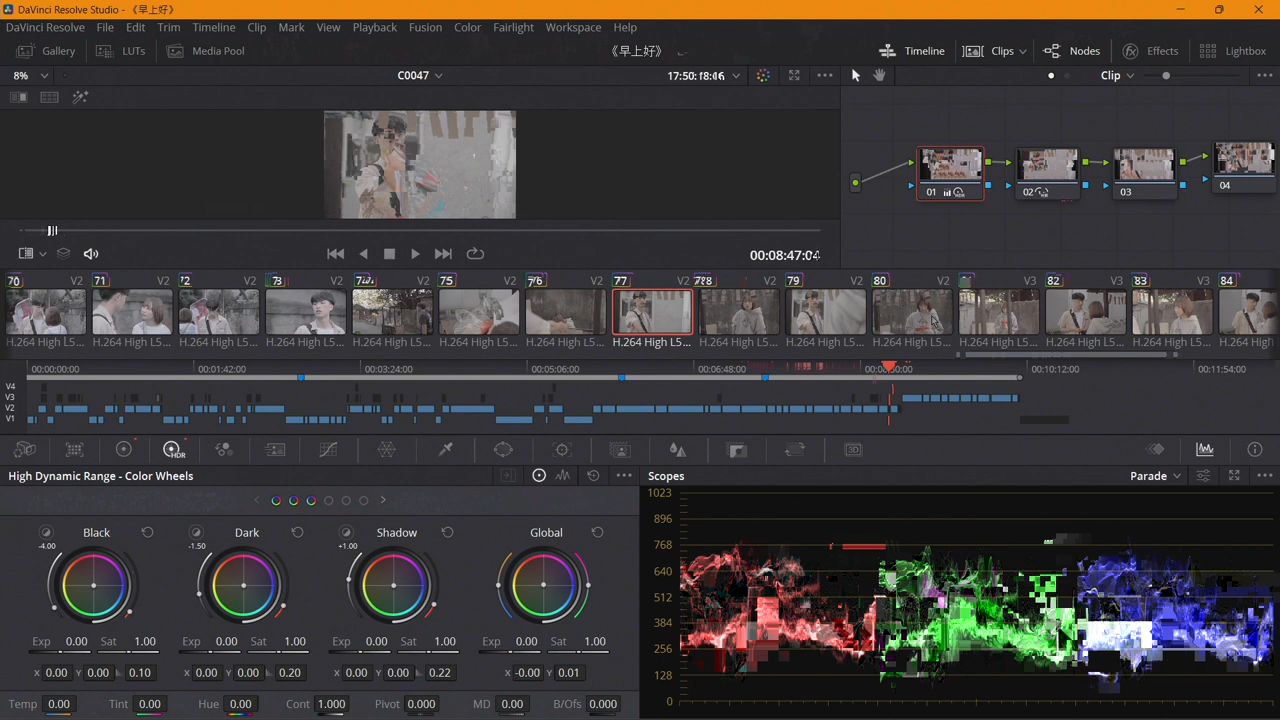 DaVinci Resolve Studio - 《早上好》
DaVinci Resolve File Edit Trim Timeline Clip Mark View Playback Fusion Color Fairlight Workspace Help
Gallery LUTs Media Pool 《早上好》 Timeline Clips Nodes Effects Lightbox
8% C0047 17:50:18:16 Clip
01 HDR 02 03 04
00:08:47:04
70 V2 71 V2 V2 V2 V2 75 V2 V2 77 V2 V2 79 V2 80 V2 V3 82 V2 83 V3 84
H.264 High L5... H.264 High L5... H.264 High L5... H.264 High L5... H.264 High L5... H.264 High L5... H.264 High L5... H.264 High L5... H.264 High L5... H.264 High L5... H.264 High L5... H.264 High L5... H.264 High L5... H.264 High L5... H.264 High
00:00:00:00 00:01:42:00 00:03:24:00 00:05:06:00 00:06:48:00 00:10:12:00 00:11:54:00
V4
V3
V2
V1
HDR 3D
High Dynamic Range - Color Wheels Scopes Parade
Black Dark Shadow Global
-4.00 -1.50 +1.00
Exp 0.00 Sat 1.00 Exp 0.00 Sat 1.00 Exp 0.00 Sat 1.00 Exp 0.00 Sat 1.00
X 0.00 Y 0.00 0.10 X 0.00 Y 0.00 0.20 X 0.00 Y 0.00 0.22 X -0.00 Y 0.01
Temp 0.00 Tint 0.00 Hue 0.00 Cont 1.000 Pivot 0.000 MD 0.00 B/Ofs 0.000
1023
896
768
640
512
384
256
128
0